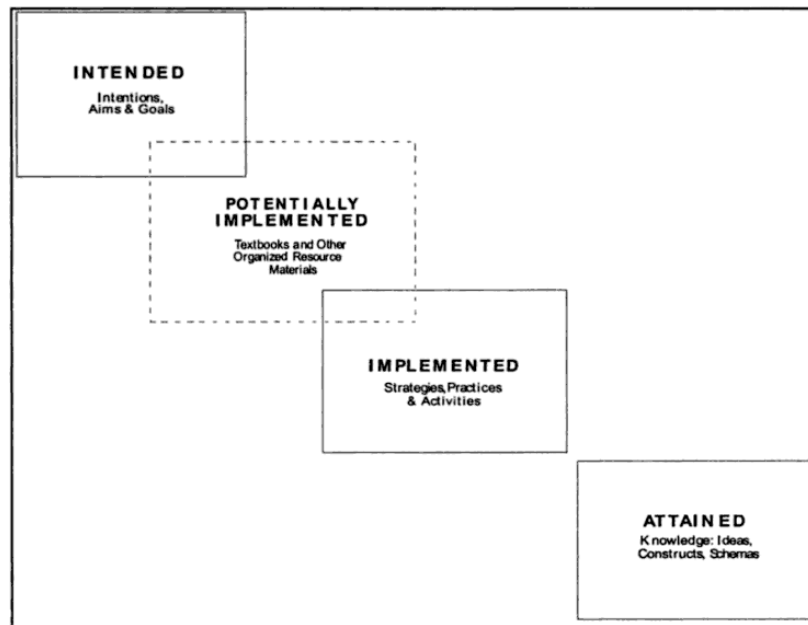 INTENDED
Intentions,
Aims & Goals
POTENTIALLY
IMPLEMENTED
Textbooks and Other
Organized Resource
Materials
IMPLEMENTED
Strategies, Practices
& Activities
ATTAINED
Knowledge: Ideas,
Constructs, Schemas